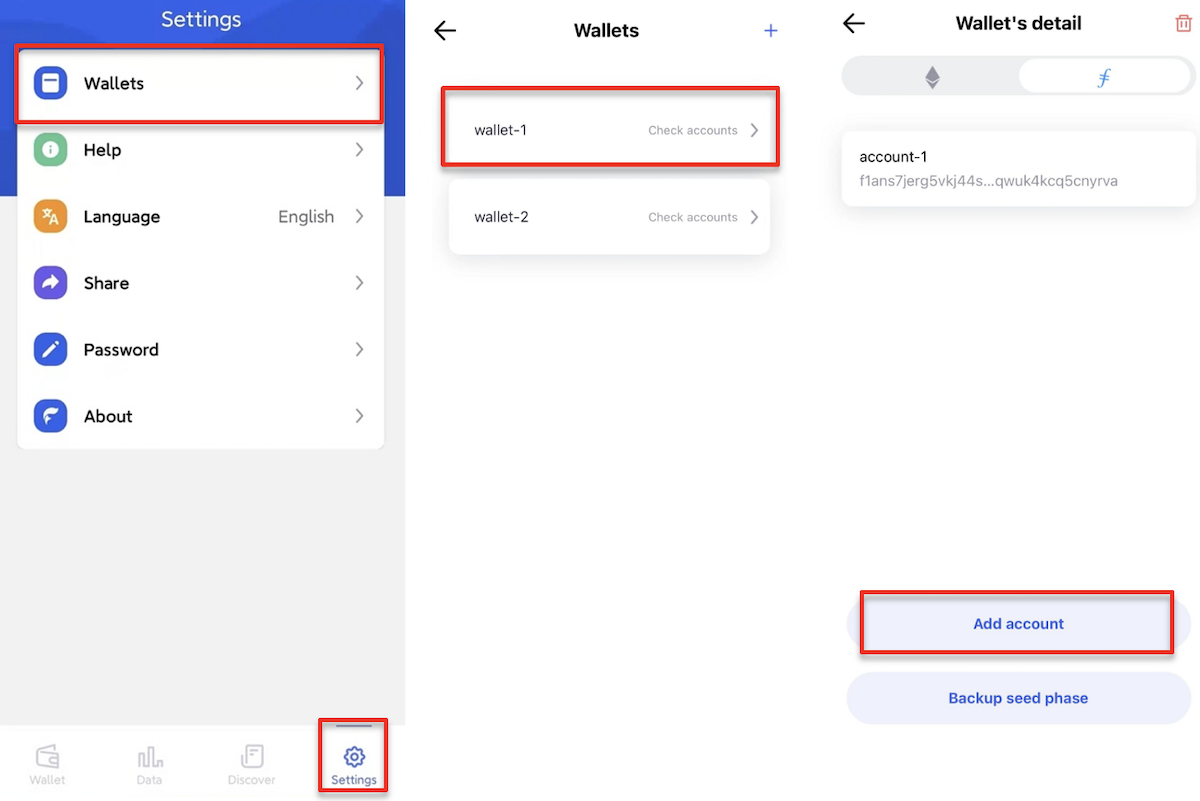 Settings
Wallets
Help
Language English
Share
Password
About
Wallet Data Discover Settings
Wallets
wallet-1 Check accounts
wallet-2 Check accounts
Wallet's detail
account-1
f1ans7jerg5vkj44s...qwuk4kcq5cnyrva
Add account
Backup seed phase